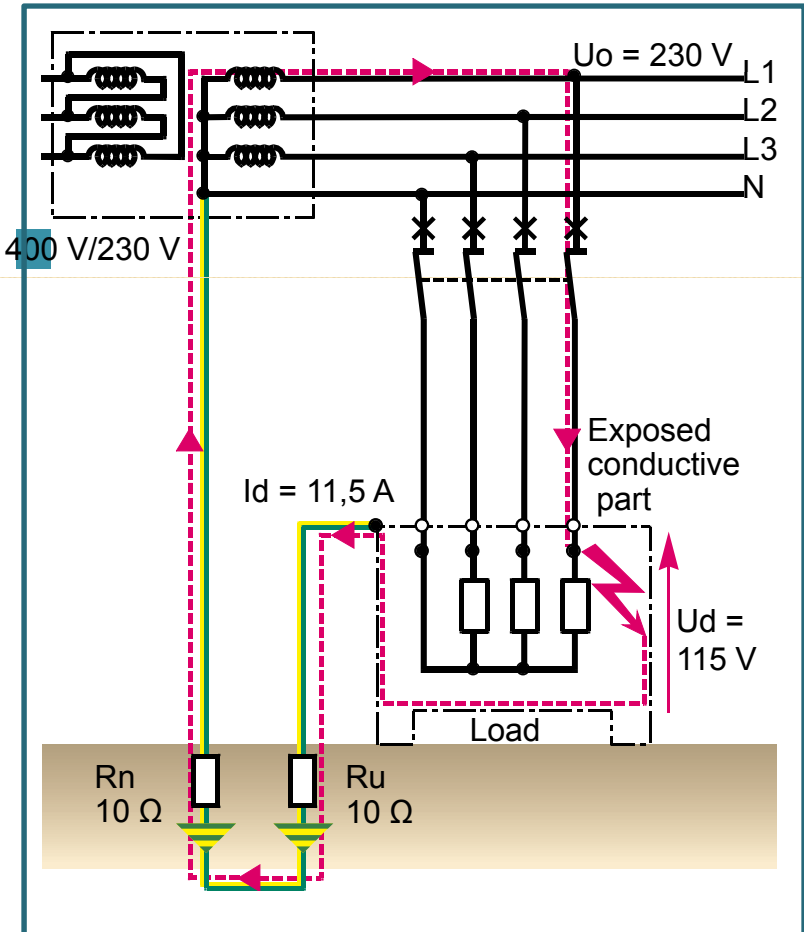 Uo = 230 V
L1
L2
L3
N
400 V/230 V
Exposed
conductive
part
Id = 11,5 A
Ud =
115 V
Load
Rn
10 Ω
Ru
10 Ω